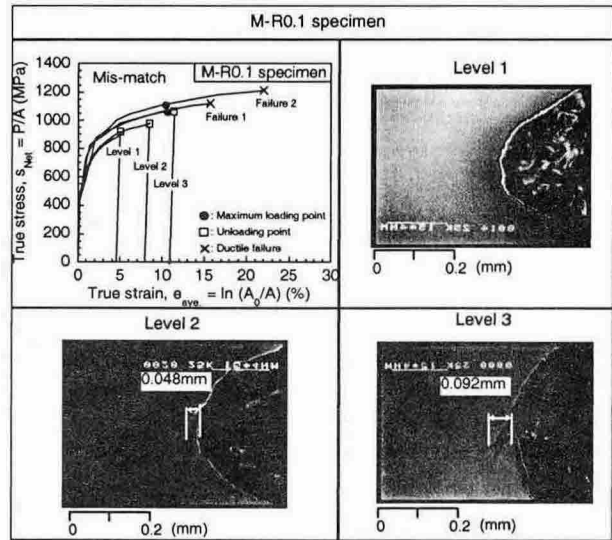 M-R0.1 specimen
Mis-match
M-R0.1 specimen
True stress, s_Net = P/A (MPa)
1400
1200
1000
800
600
400
200
0
Failure 2
Failure 1
Level 1
Level 2
Level 3
● : Maximum loading point
□ : Unloading point
× : Ductile failure
0 5 10 15 20 25 30
True strain, e_ave. = ln (A_0/A) (%)
Level 1
0 0.2 (mm)
Level 2
0.048mm
0 0.2 (mm)
Level 3
0.092mm
0 0.2 (mm)